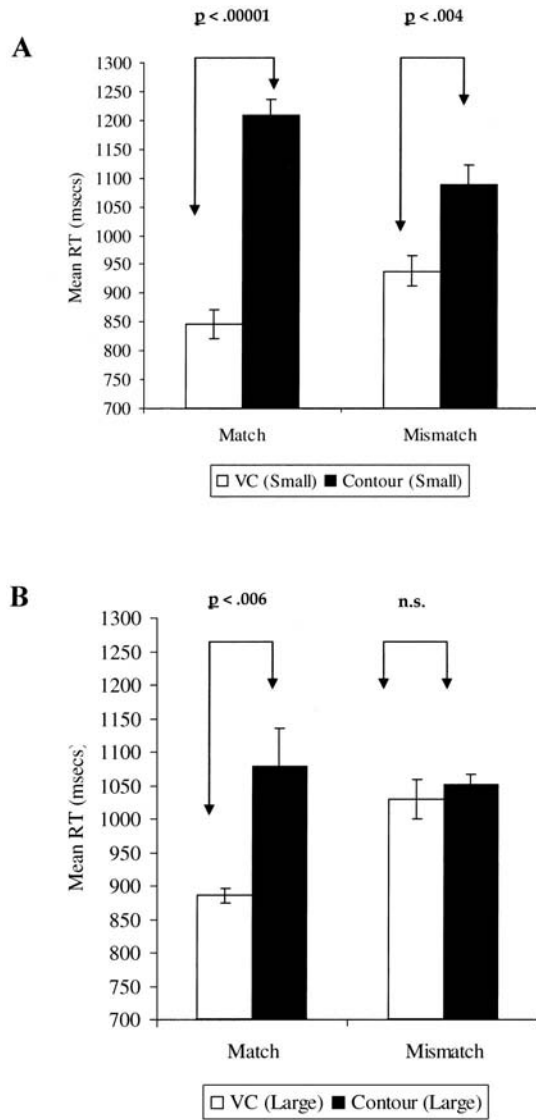 p < .00001 p < .004
A
1300
1250
1200
1150
1100
1050
1000
950
900
850
800
750
700
Mean RT (msecs)
Match Mismatch
VC (Small) Contour (Small)
B
p < .006 n.s.
1300
1250
1200
1150
1100
1050
1000
950
900
850
800
750
700
Mean RT (msecs)
Match Mismatch
VC (Large) Contour (Large)